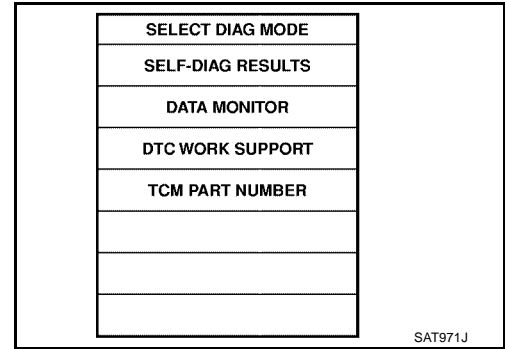 SELECT DIAG MODE
SELF-DIAG RESULTS
DATA MONITOR
DTC WORK SUPPORT
TCM PART NUMBER
SAT971J